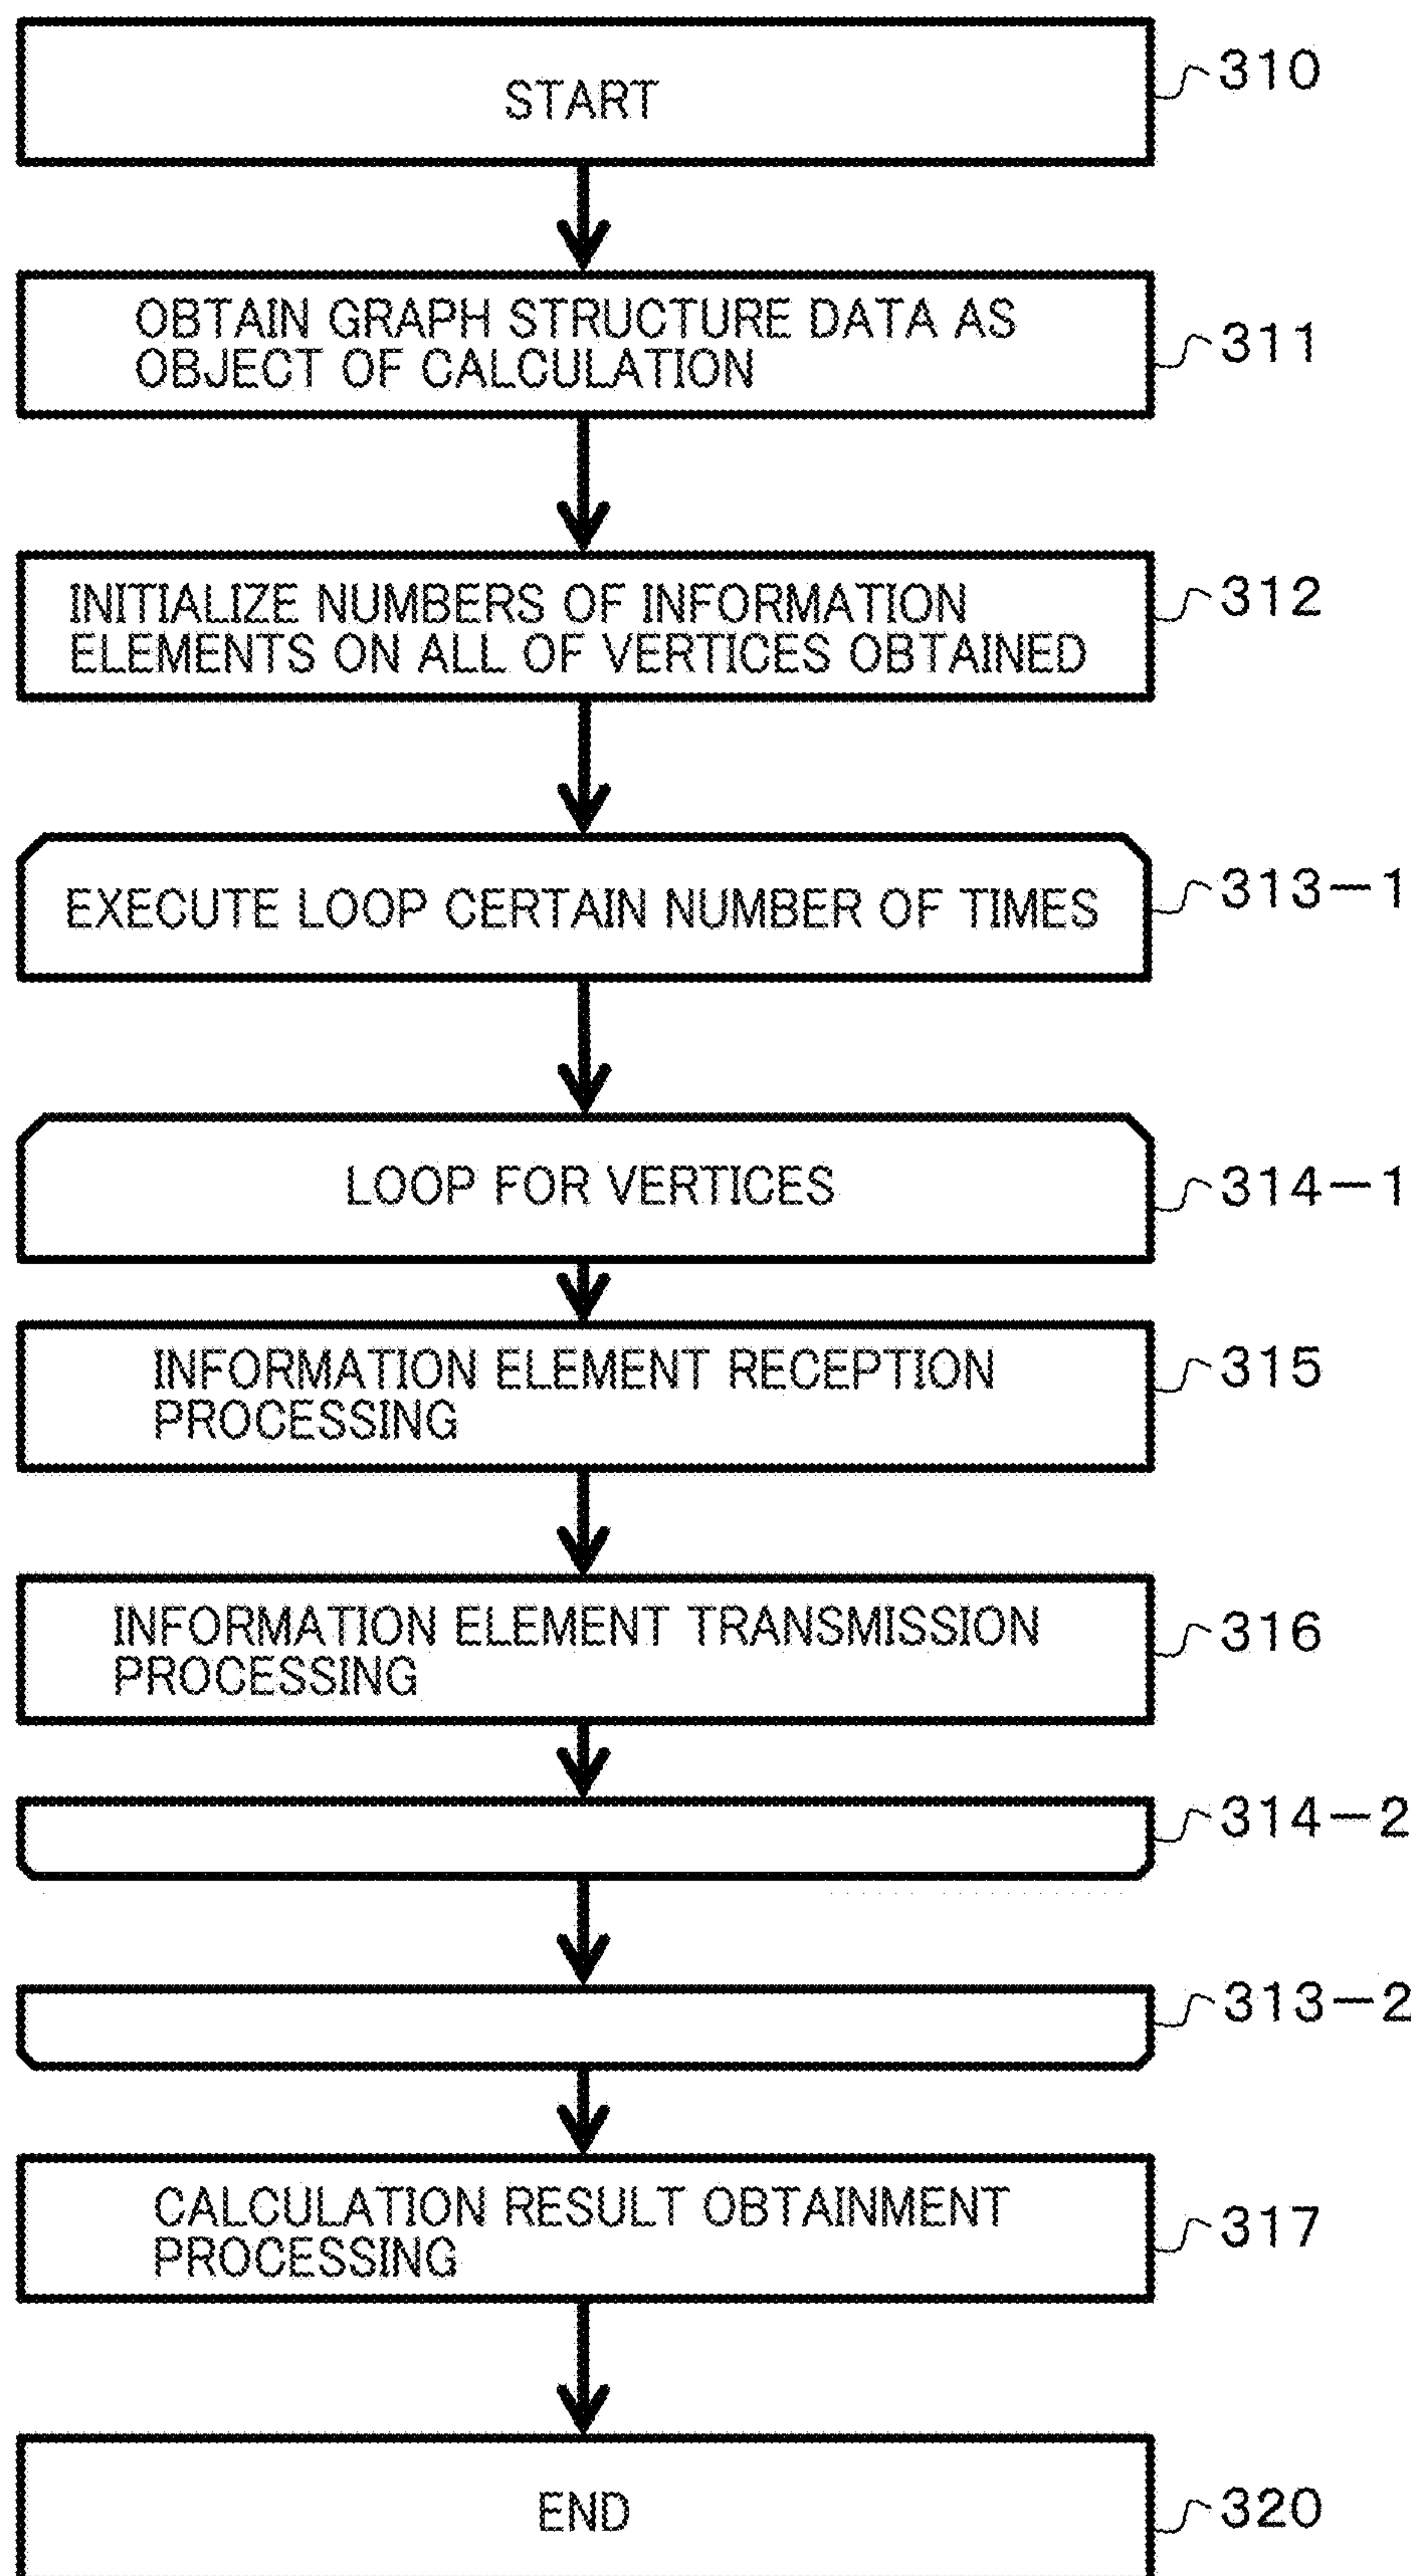 START
310
OBTAIN GRAPH STRUCTURE DATA AS
OBJECT OF CALCULATION
311
INITIALIZE NUMBERS OF INFORMATION
ELEMENTS ON ALL OF VERTICES OBTAINED
312
EXECUTE LOOP CERTAIN NUMBER OF TIMES
313-1
LOOP FOR VERTICES
314-1
INFORMATION ELEMENT RECEPTION
PROCESSING
315
INFORMATION ELEMENT TRANSMISSION
PROCESSING
316
314-2
313-2
CALCULATION RESULT OBTAINMENT
PROCESSING
317
END
320